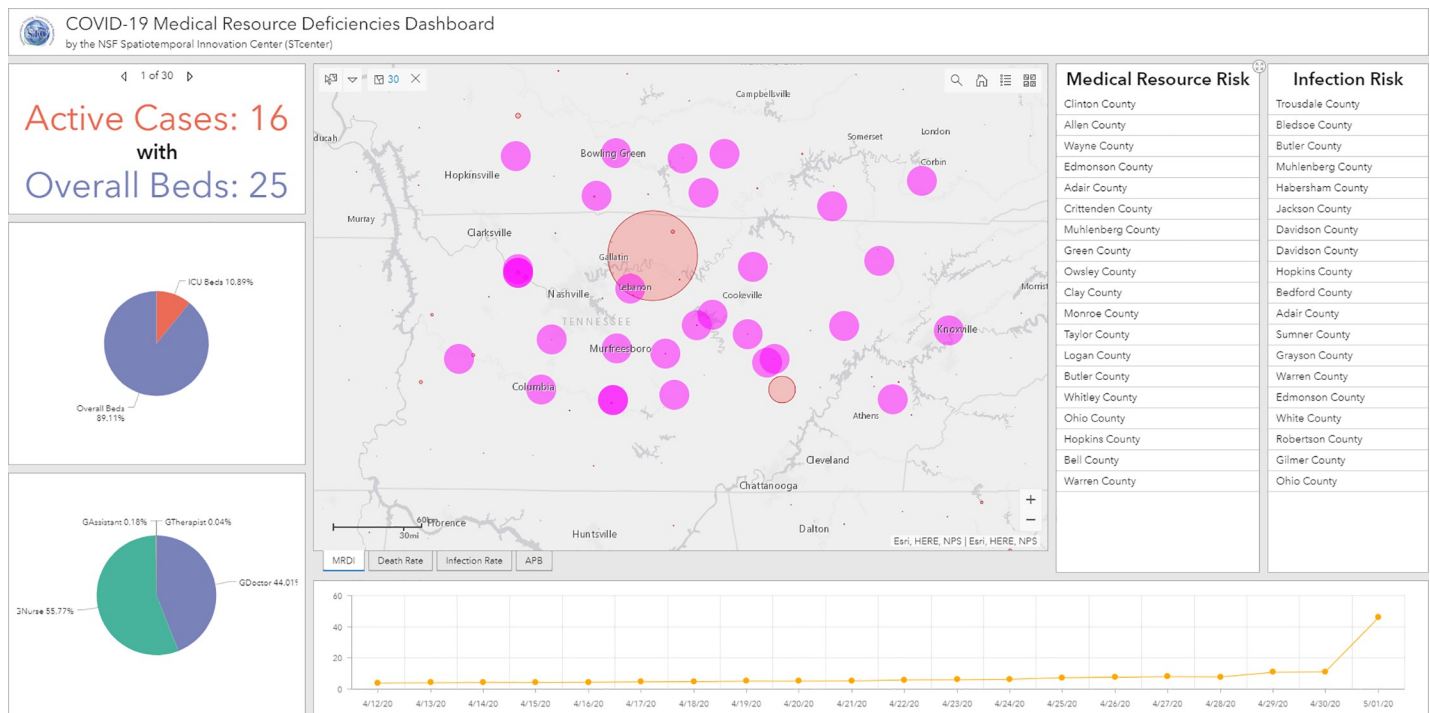 COVID-19 Medical Resource Deficiencies Dashboard
by the NSF Spatiotemporal Innovation Center (STcenter)
1 of 30
Active Cases: 16
with
Overall Beds: 25
ICU Beds 10.89%
Overall Beds
89.11%
GAssistant 0.18%
GTherapist 0.04%
GDoctor 44.01%
GNurse 55.77%
30
Campbellsville
ducah
Somerset
London
Bowling Green
Corbin
Hopkinsville
Murray
Clarksville
Gallatin
Lebanon
Nashville
Cookeville
Morrist
TENNESSEE
Knoxville
Murfreesboro
Columbia
Athens
Cleveland
Chattanooga
60km
Florence
30mi
Huntsville
Dalton
Esri, HERE, NPS | Esri, HERE, NPS
MRDI
Death Rate
Infection Rate
APB
Medical Resource Risk
Clinton County
Allen County
Wayne County
Edmonson County
Adair County
Crittenden County
Muhlenberg County
Green County
Owsley County
Clay County
Monroe County
Taylor County
Logan County
Butler County
Whitley County
Ohio County
Hopkins County
Bell County
Warren County
Infection Risk
Trousdale County
Bledsoe County
Butler County
Muhlenberg County
Habersham County
Jackson County
Davidson County
Davidson County
Hopkins County
Bedford County
Adair County
Sumner County
Grayson County
Warren County
Edmonson County
White County
Robertson County
Gilmer County
Ohio County
60
40
20
0
4/12/20
4/13/20
4/14/20
4/15/20
4/16/20
4/17/20
4/18/20
4/19/20
4/20/20
4/21/20
4/22/20
4/23/20
4/24/20
4/25/20
4/26/20
4/27/20
4/28/20
4/29/20
4/30/20
5/01/20